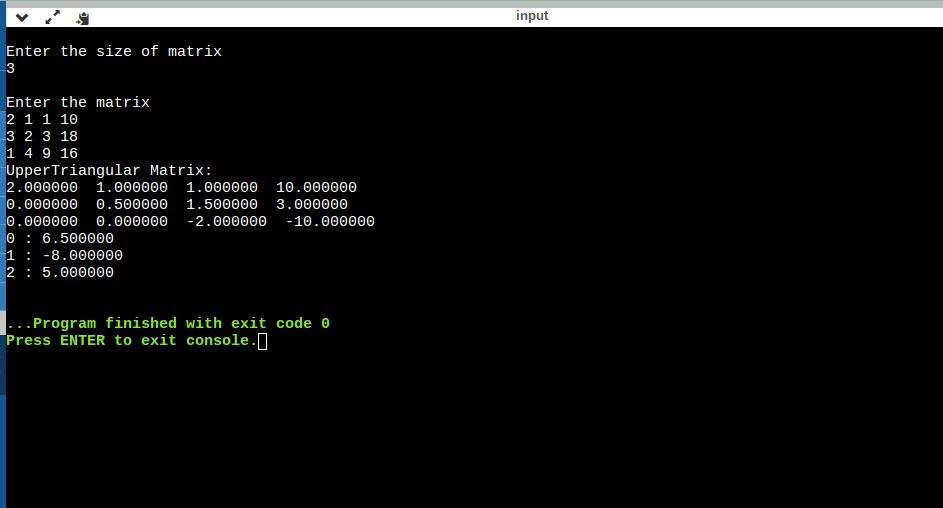 input
Enter the size of matrix
3
Enter the matrix
2 1 1 10
3 2 3 18
1 4 9 16
UpperTriangular Matrix:
2.000000  1.000000  1.000000  10.000000
0.000000  0.500000  1.500000  3.000000
0.000000  0.000000  -2.000000  -10.000000
0 : 6.500000
1 : -8.000000
2 : 5.000000
...Program finished with exit code 0
Press ENTER to exit console.